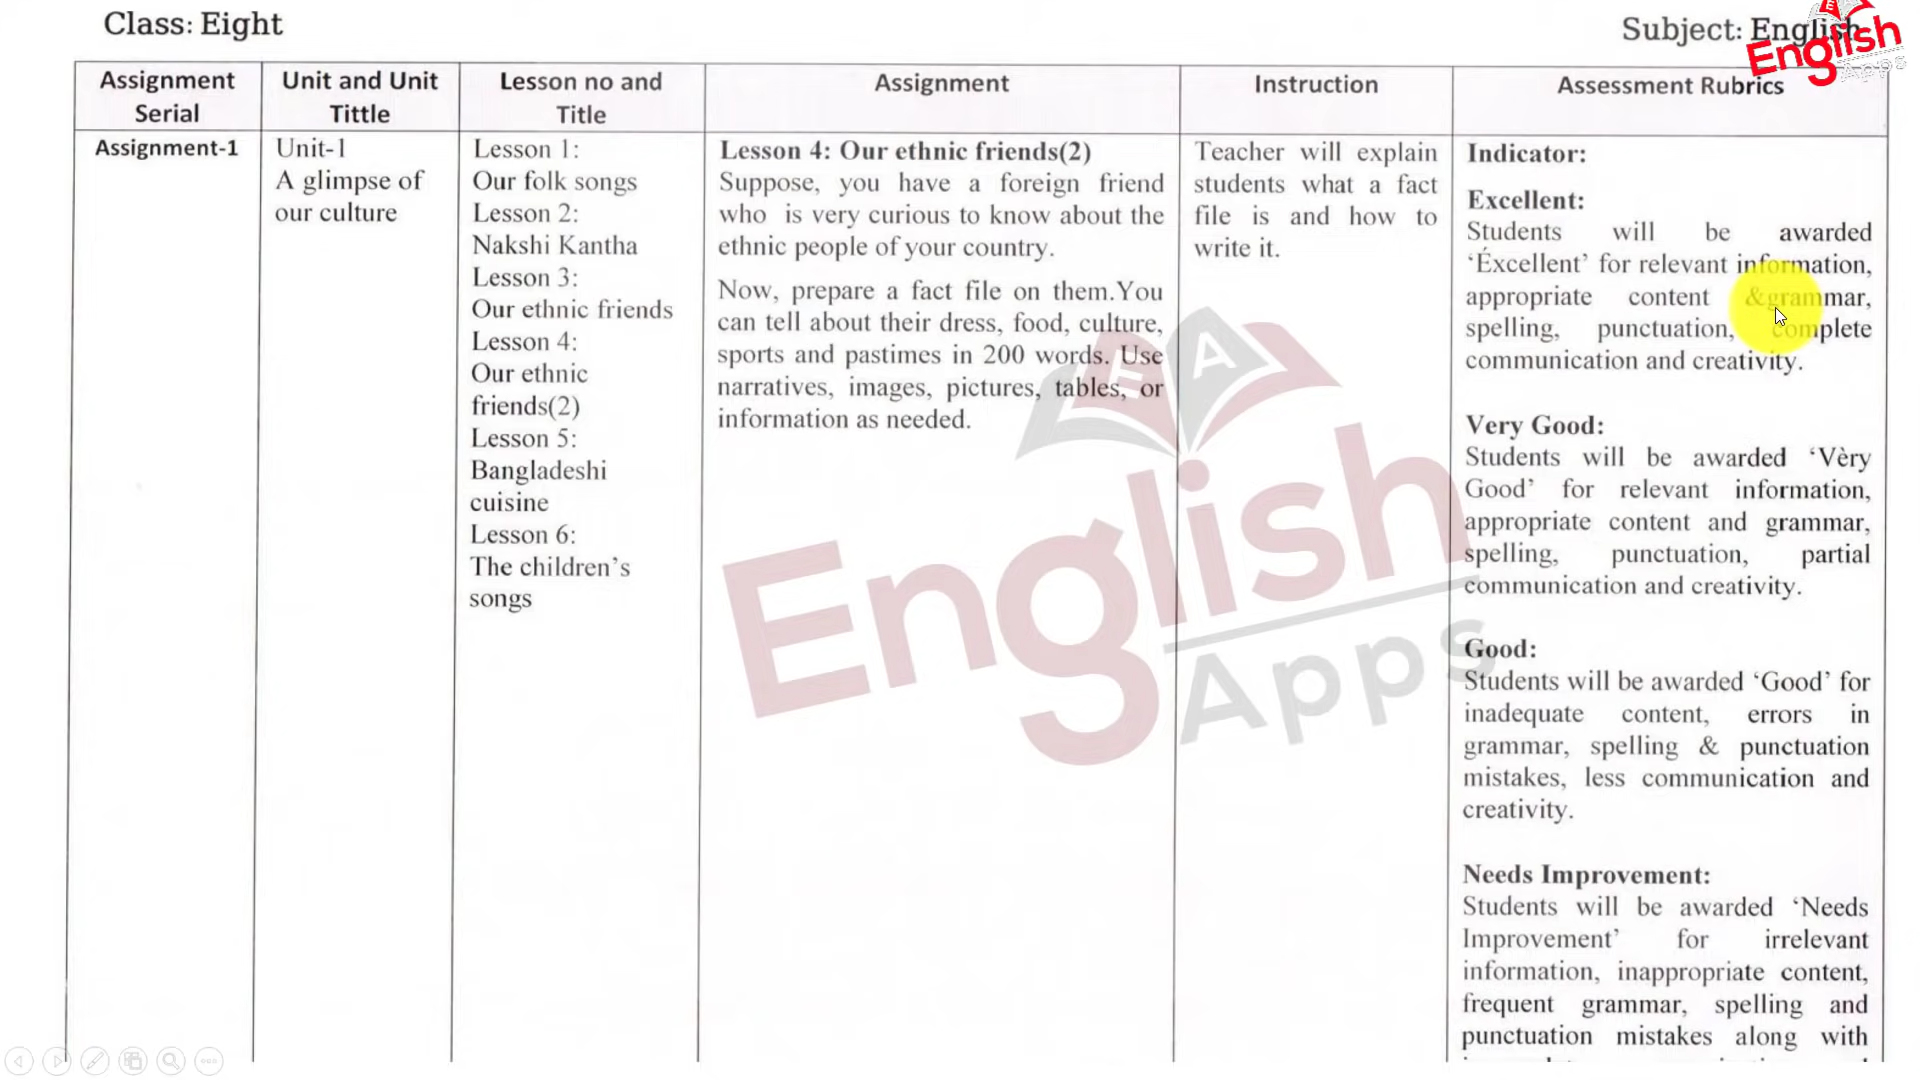 Class: Eight
Subject: English
English
Apps
Assignment
Serial
Unit and Unit
Tittle
Lesson no and
Title
Assignment
Instruction
Assessment Rubrics
Assignment-1
Unit-1
A glimpse of
our culture
Lesson 1:
Our folk songs
Lesson 2:
Nakshi Kantha
Lesson 3:
Our ethnic friends
Lesson 4:
Our ethnic
friends(2)
Lesson 5:
Bangladeshi
cuisine
Lesson 6:
The children’s
songs
Lesson 4: Our ethnic friends(2)
Suppose, you have a foreign friend
who is very curious to know about the
ethnic people of your country.
Now, prepare a fact file on them.You
can tell about their dress, food, culture,
sports and pastimes in 200 words. Use
narratives, images, pictures, tables, or
information as needed.
Teacher will explain
students what a fact
file is and how to
write it.
Indicator:
Excellent:
Students will be awarded
‘Éxcellent’ for relevant information,
appropriate content &grammar,
spelling, punctuation, complete
communication and creativity.
Very Good:
Students will be awarded ‘Vèry
Good’ for relevant information,
appropriate content and grammar,
spelling, punctuation, partial
communication and creativity.
Good:
Students will be awarded ‘Good’ for
inadequate content, errors in
grammar, spelling & punctuation
mistakes, less communication and
creativity.
Needs Improvement:
Students will be awarded ‘Needs
Improvement’ for irrelevant
information, inappropriate content,
frequent grammar, spelling and
punctuation mistakes along with
E A
English
Apps